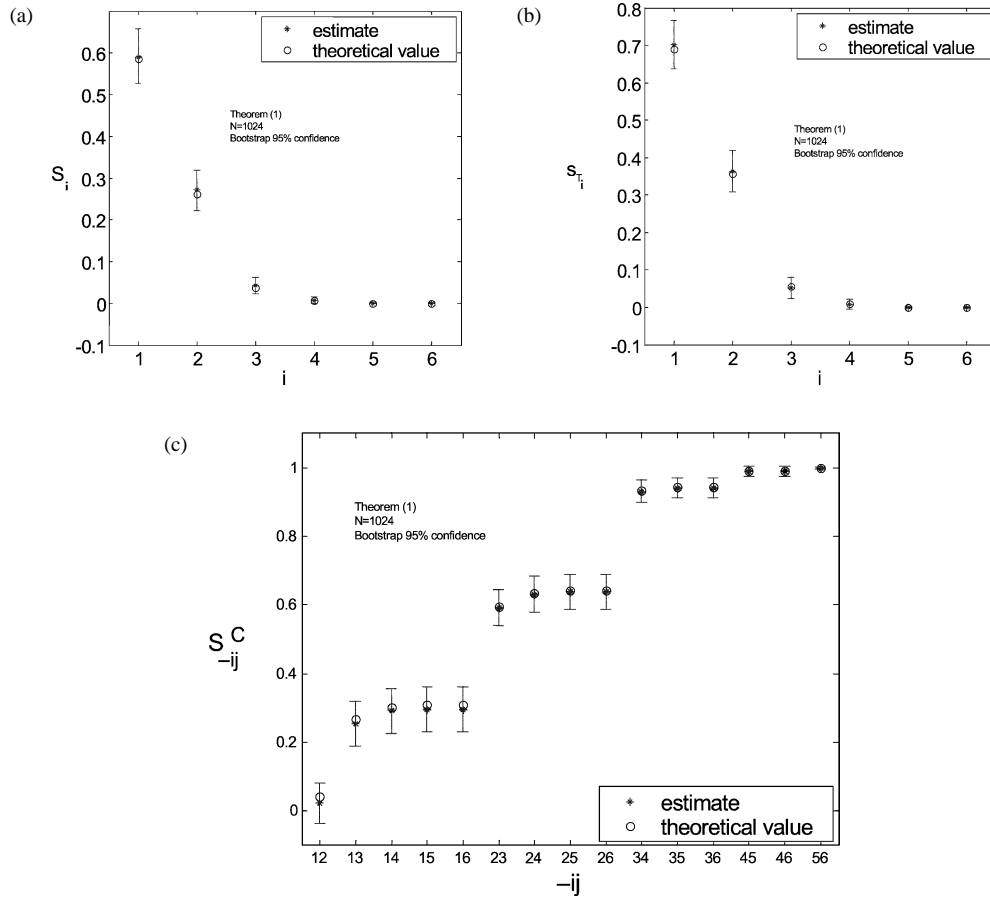 (a)
estimate
theoretical value
0.6
0.5
0.4
0.3
0.2
0.1
0
-0.1
S_i
Theorem (1)
N=1024
Bootstrap 95% confidence
1 2 3 4 5 6
i
(b)
estimate
theoretical value
0.8
0.7
0.6
0.5
0.4
0.3
0.2
0.1
0
-0.1
S_T_i
Theorem (1)
N=1024
Bootstrap 95% confidence
1 2 3 4 5 6
i
(c)
1
0.8
0.6
0.4
0.2
0
S_–ij^C
Theorem (1)
N=1024
Bootstrap 95% confidence
estimate
theoretical value
12 13 14 15 16 23 24 25 26 34 35 36 45 46 56
–ij